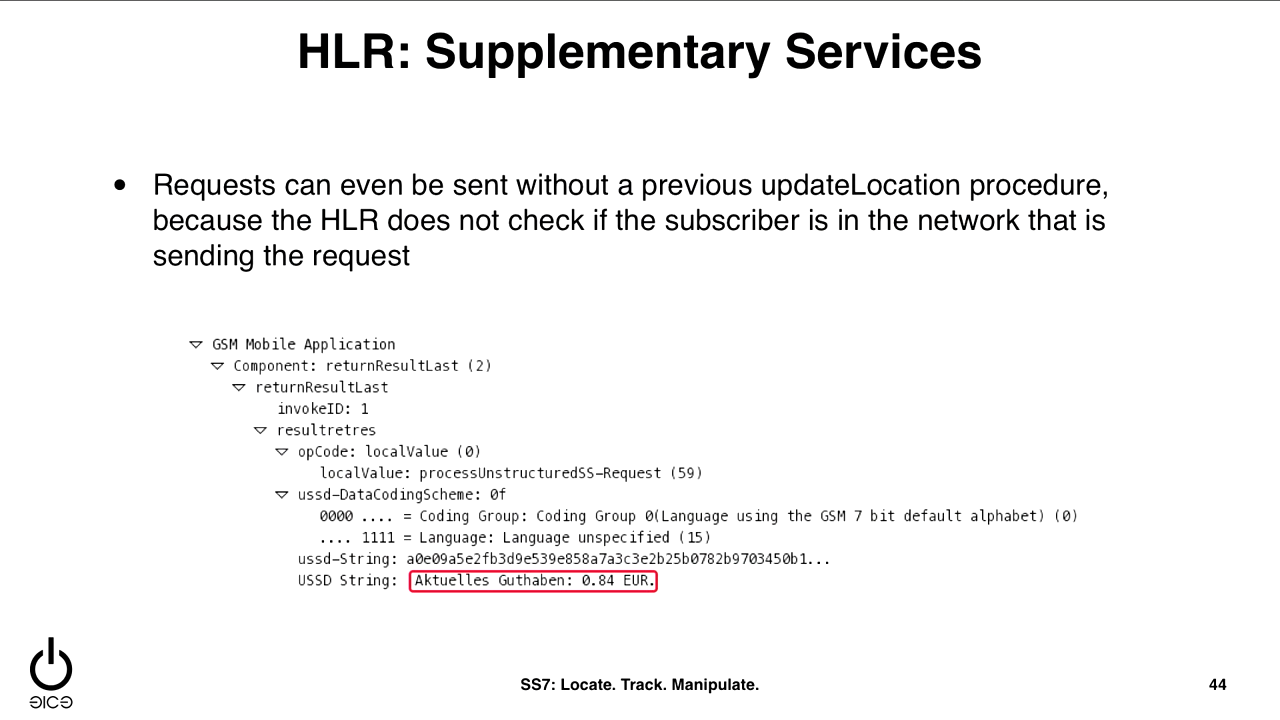 HLR: Supplementary Services
• Requests can even be sent without a previous updateLocation procedure,
because the HLR does not check if the subscriber is in the network that is
sending the request
▽ GSM Mobile Application
▽ Component: returnResultLast (2)
▽ returnResultLast
invokeID: 1
▽ resultretres
▽ opCode: localValue (0)
localValue: processUnstructuredSS-Request (59)
▽ ussd-DataCodingScheme: 0f
0000 .... = Coding Group: Coding Group 0(Language using the GSM 7 bit default alphabet) (0)
.... 1111 = Language: Language unspecified (15)
ussd-String: a0e09a5e2fb3d9e539e858a7a3c3e2b25b0782b9703450b1...
USSD String: Aktuelles Guthaben: 0.84 EUR.
SS7: Locate. Track. Manipulate.
44